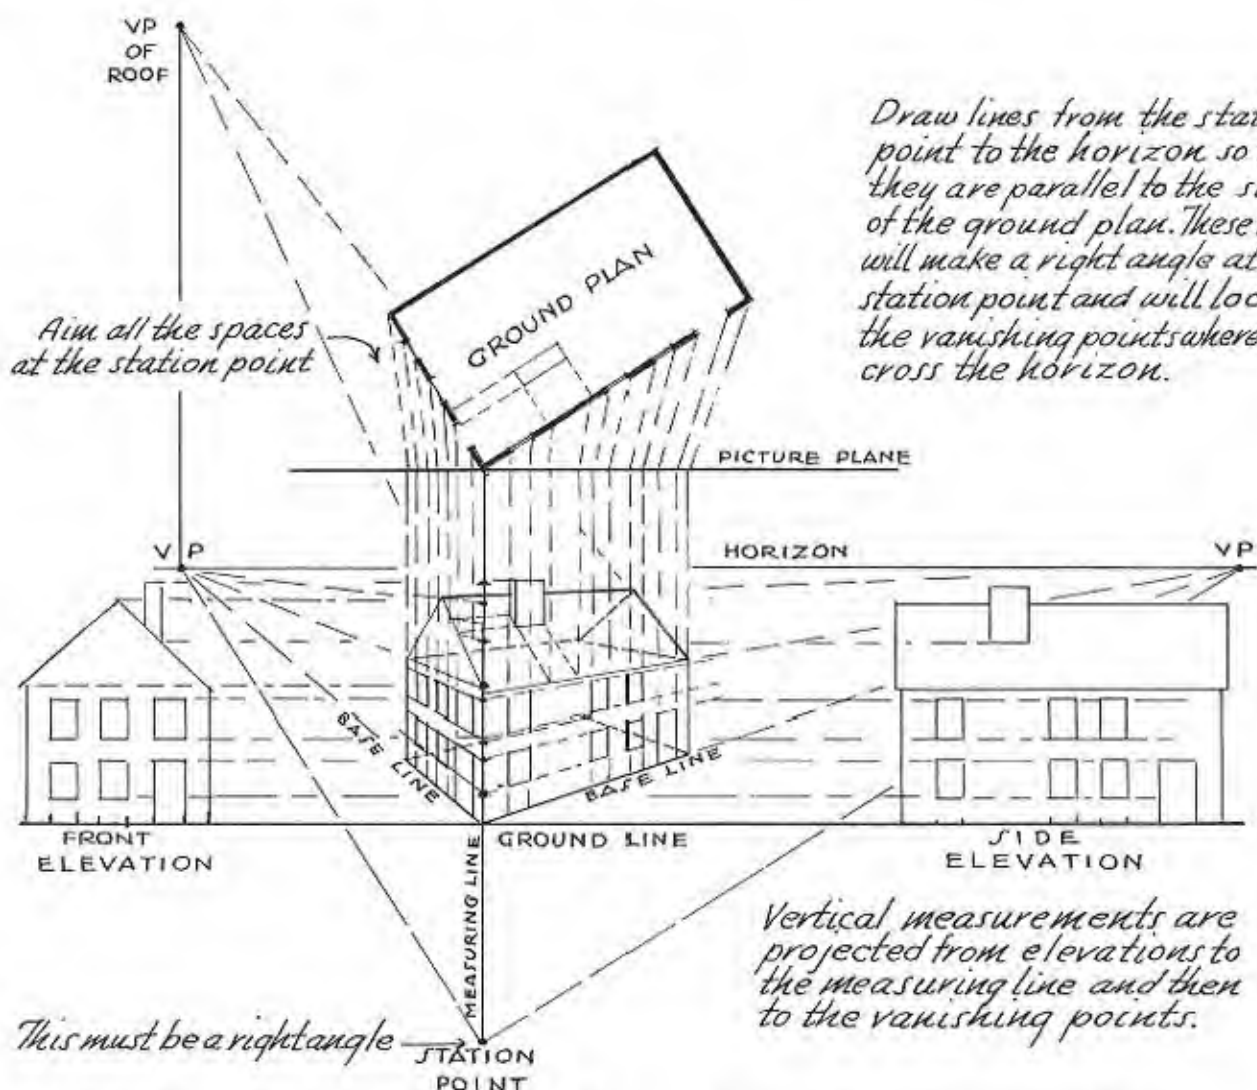 VP
OF
ROOF
Draw lines from the
point to the horizon so
they are parallel to the
of the ground plan. These
will make a right angle at
station point and will
the vanishing points where
cross the horizon.
GROUND PLAN
Aim all the spaces
at the station point
PICTURE PLANE
VP
HORIZON
VP
BASE LINE
BASE LINE
FRONT
ELEVATION
GROUND LINE
SIDE
ELEVATION
MEASURING LINE
Vertical measurements are
projected from elevations to
the measuring line and then
to the vanishing points.
This must be a right angle
STATION
POINT